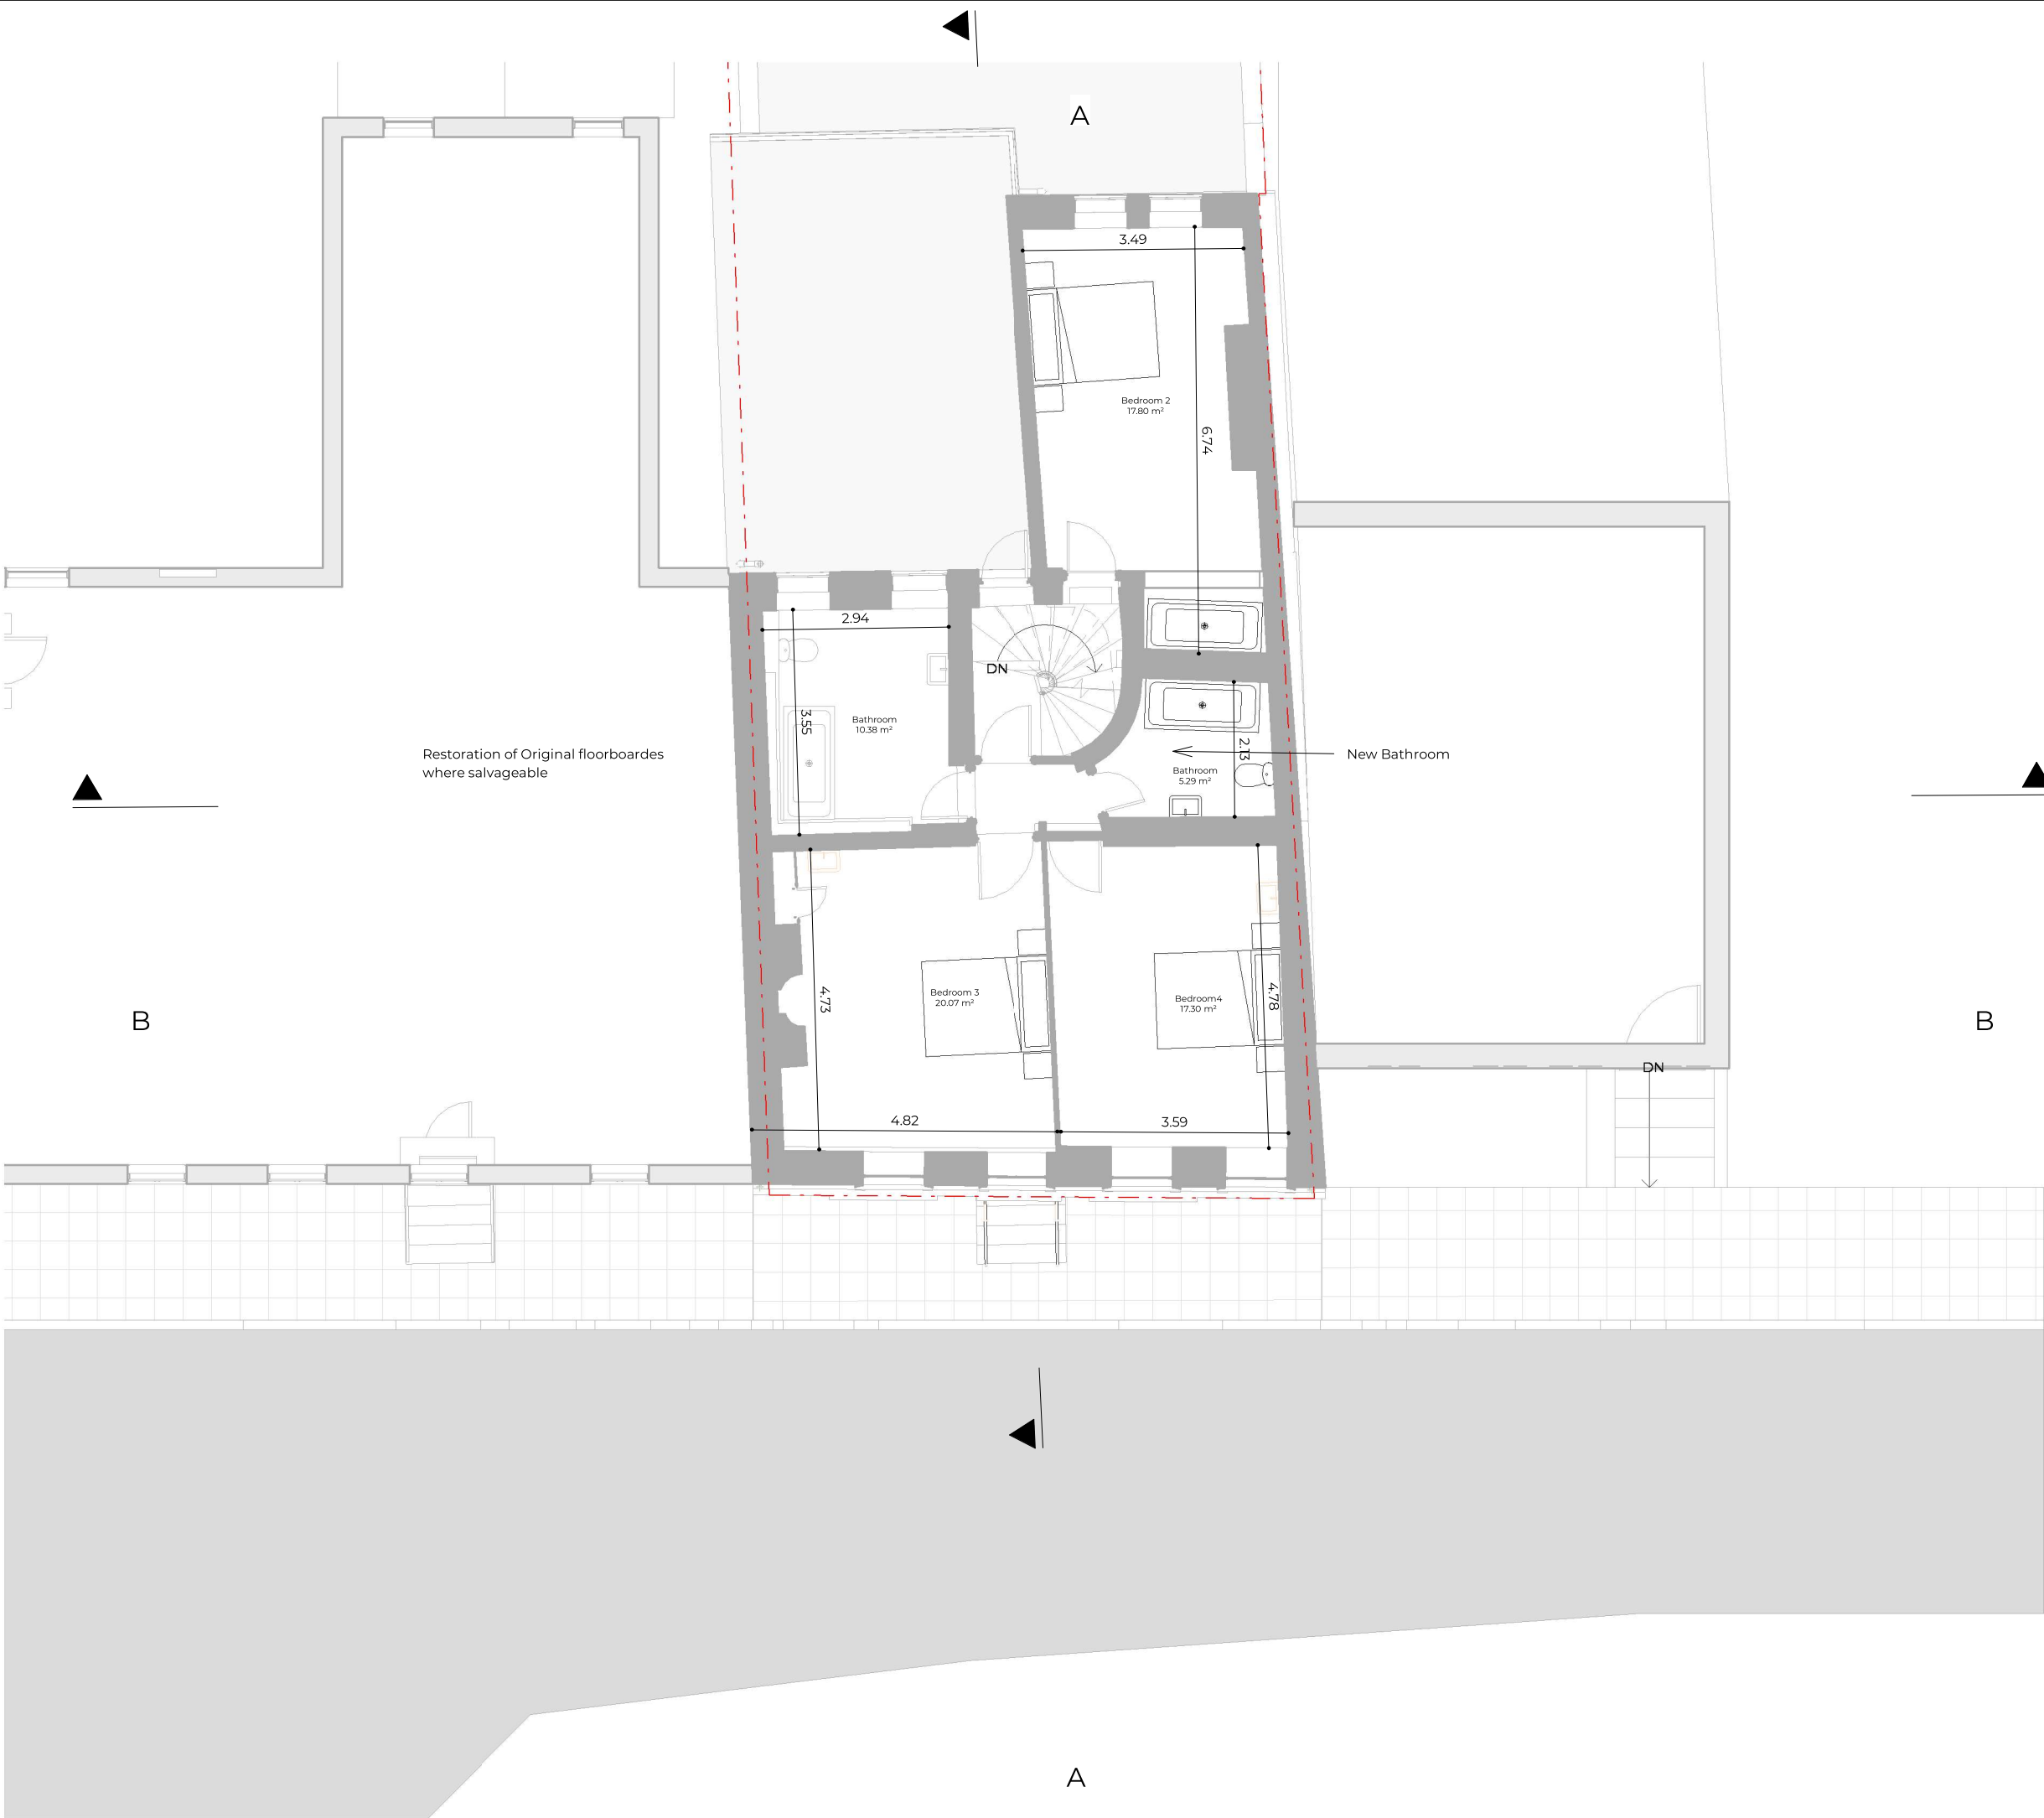 A
3.49
Bedroom 2
17.80 m²
6.74
2.94
DN
3.55
Bathroom
10.38 m²
Restoration of Original floorboardes
where salvageable
2.13
New Bathroom
Bathroom
5.29 m²
4.73
Bedroom 3
20.07 m²
4.78
Bedroom4
17.30 m²
B
B
DN
4.82
3.59
A